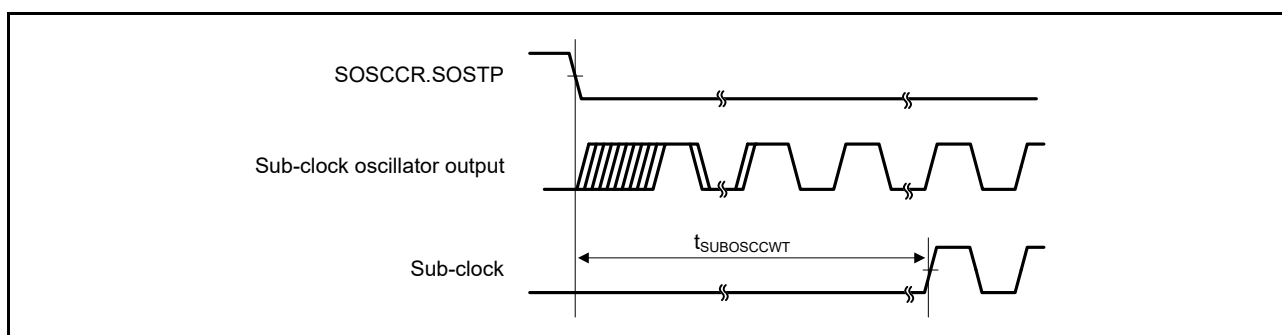 SOSCCR.SOSTP
Sub-clock oscillator output
tSUBOSCCWT
Sub-clock